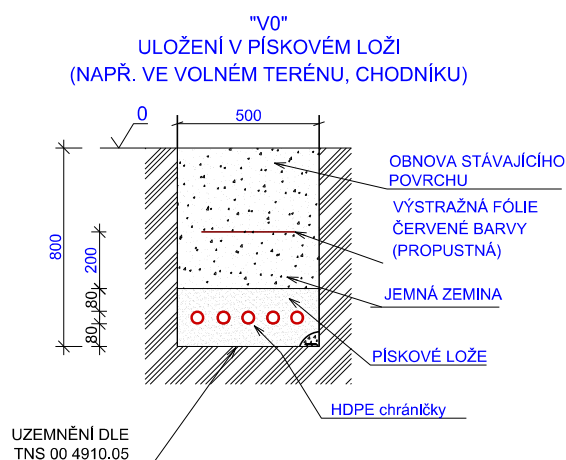 "V0"
ULOŽENÍ V PÍSKOVÉM LOŽI
(NAPŘ. VE VOLNÉM TERÉNU, CHODNÍKU)
0
500
800
200
80
80
OBNOVA STÁVAJÍCÍHO
POVRCHU
VÝSTRAŽNÁ FÓLIE
ČERVENÉ BARVY
(PROPUSTNÁ)
JEMNÁ ZEMINA
PÍSKOVÉ LOŽE
HDPE chráničky
UZEMNĚNÍ DLE
TNS 00 4910.05